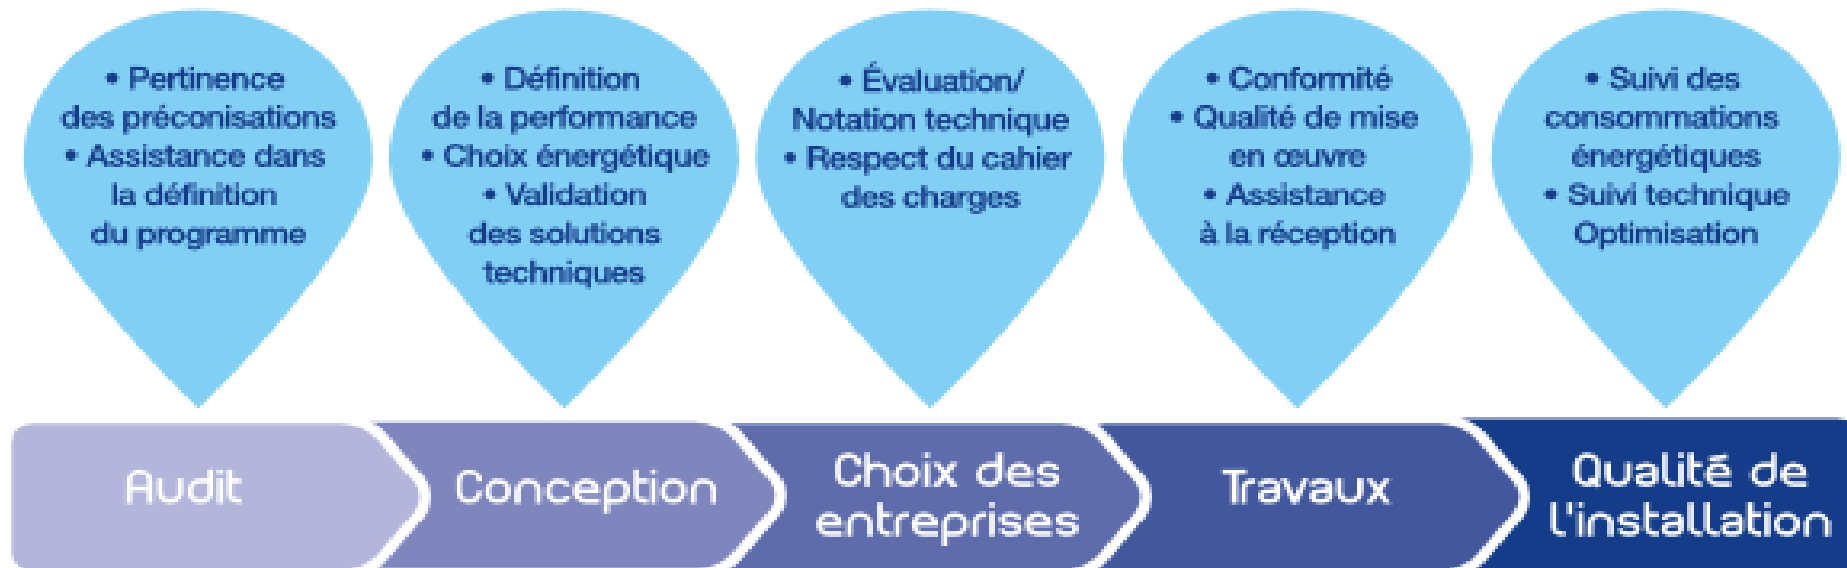 • Pertinence
des préconisations
• Assistance dans
la définition
du programme
• Définition
de la performance
• Choix énergétique
• Validation
des solutions
techniques
• Évaluation/
Notation technique
• Respect du cahier
des charges
• Conformité
• Qualité de mise
en œuvre
• Assistance
à la réception
• Suivi des
consommations
énergétiques
• Suivi technique
Optimisation
Audit
Conception
Choix des
entreprises
Travaux
Qualité de
l'installation